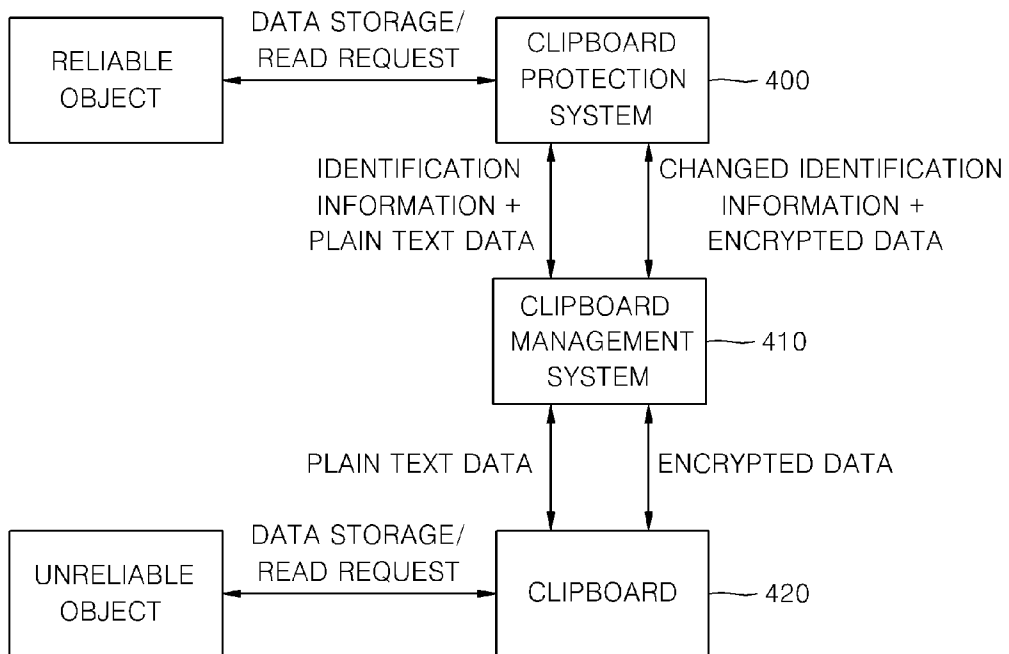 RELIABLE
OBJECT
DATA STORAGE/
READ REQUEST
CLIPBOARD
PROTECTION
SYSTEM
400
IDENTIFICATION
INFORMATION +
PLAIN TEXT DATA
CHANGED IDENTIFICATION
INFORMATION +
ENCRYPTED DATA
CLIPBOARD
MANAGEMENT
SYSTEM
410
PLAIN TEXT DATA
ENCRYPTED DATA
UNRELIABLE
OBJECT
DATA STORAGE/
READ REQUEST
CLIPBOARD
420